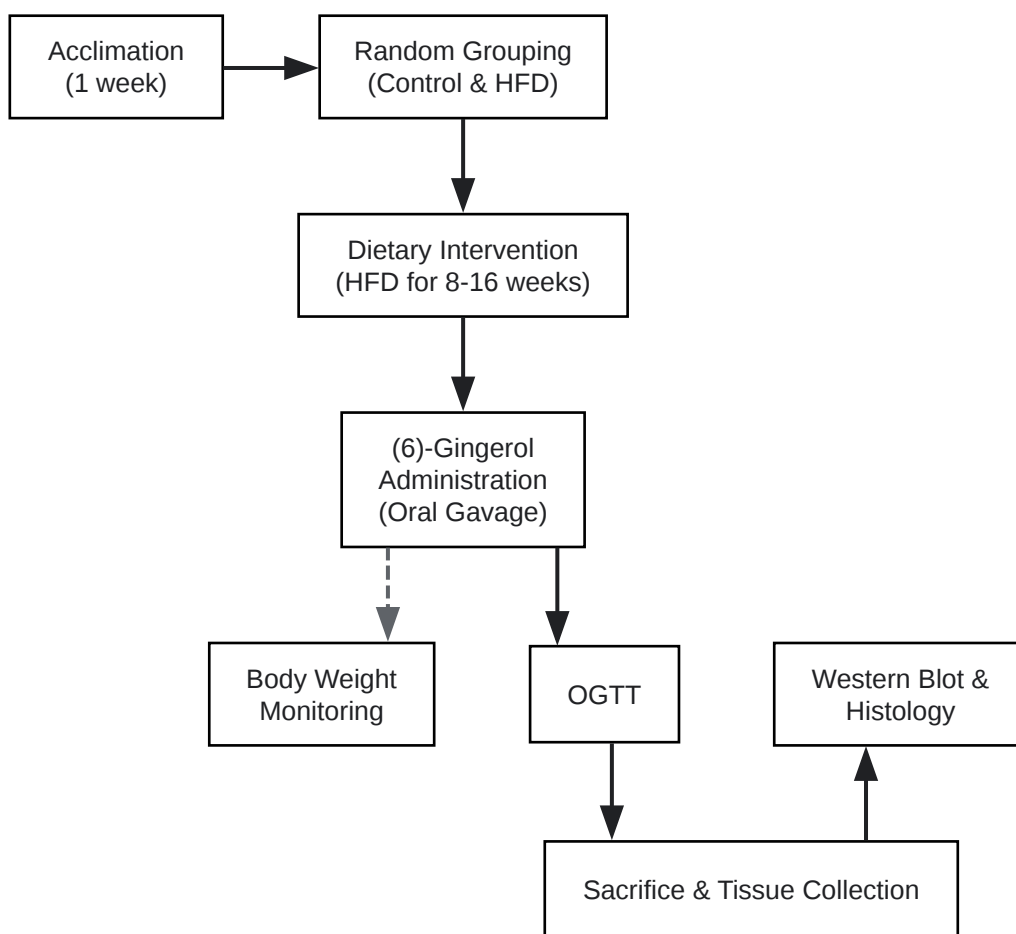 Acclimation
(1 week)
Random Grouping
(Control & HFD)
Dietary Intervention
(HFD for 8-16 weeks)
(6)-Gingerol
Administration
(Oral Gavage)
Body Weight
Monitoring
OGTT
Western Blot &
Histology
Sacrifice & Tissue Collection